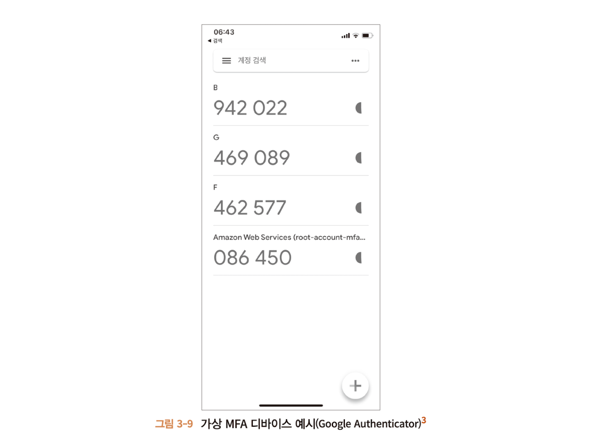 06:43
◀ 검색
계정 검색
B
942 022
G
469 089
F
462 577
Amazon Web Services (root-account-mfa...
086 450
그림 3-9 가상 MFA 디바이스 예시(Google Authenticator)3